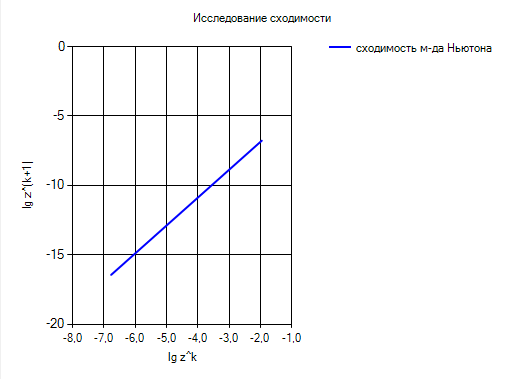 Исследование сходимости
сходимость м-да Ньютона
0
-5
-10
-15
-20
lg z^(k+1|
-8,0 -7,0 -6,0 -5,0 -4,0 -3,0 -2,0 -1,0
lg z^k